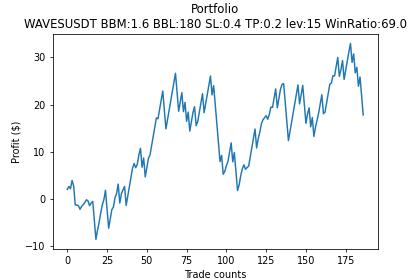 Portfolio
WAVESUSDT BBM:1.6 BBL:180 SL:0.4 TP:0.2 lev:15 WinRatio:69.0
30
20
10
0
−10
Profit ($)
0 25 50 75 100 125 150 175
Trade counts